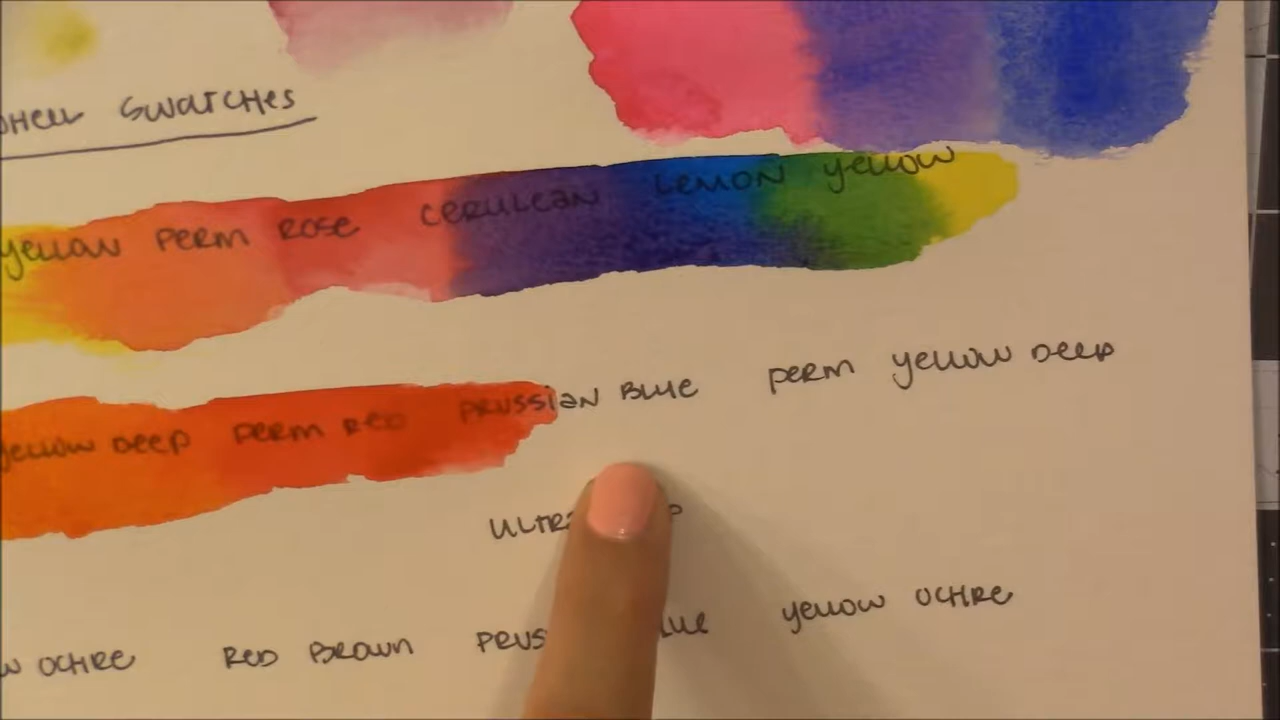 SWATCHES
yellow PERM ROSE CERULEAN LEMON yellow
yellow DEEP PERM RED PRUSSIAN BLUE PERM YELLOW DEEP
OCHRE RED BROWN YELLOW OCHRE